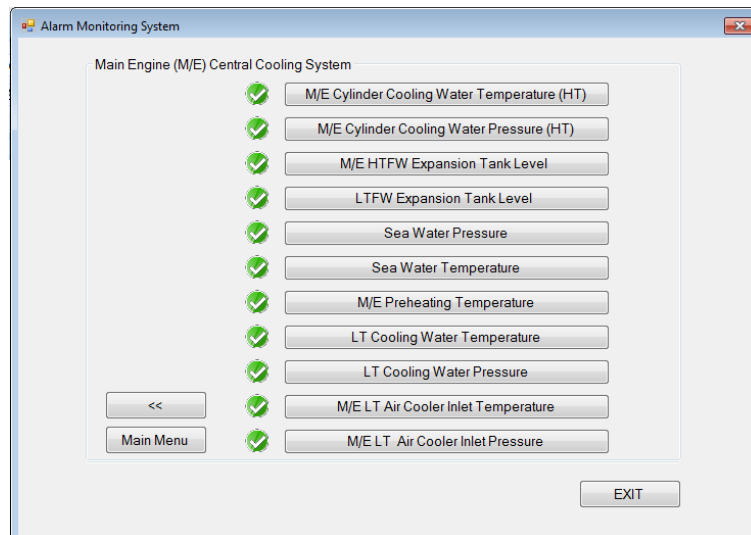 Alarm Monitoring System
Main Engine (M/E) Central Cooling System
M/E Cylinder Cooling Water Temperature (HT)
M/E Cylinder Cooling Water Pressure (HT)
M/E HTFW Expansion Tank Level
LTFW Expansion Tank Level
Sea Water Pressure
Sea Water Temperature
M/E Preheating Temperature
LT Cooling Water Temperature
LT Cooling Water Pressure
<< M/E LT Air Cooler Inlet Temperature
Main Menu M/E LT Air Cooler Inlet Pressure
EXIT